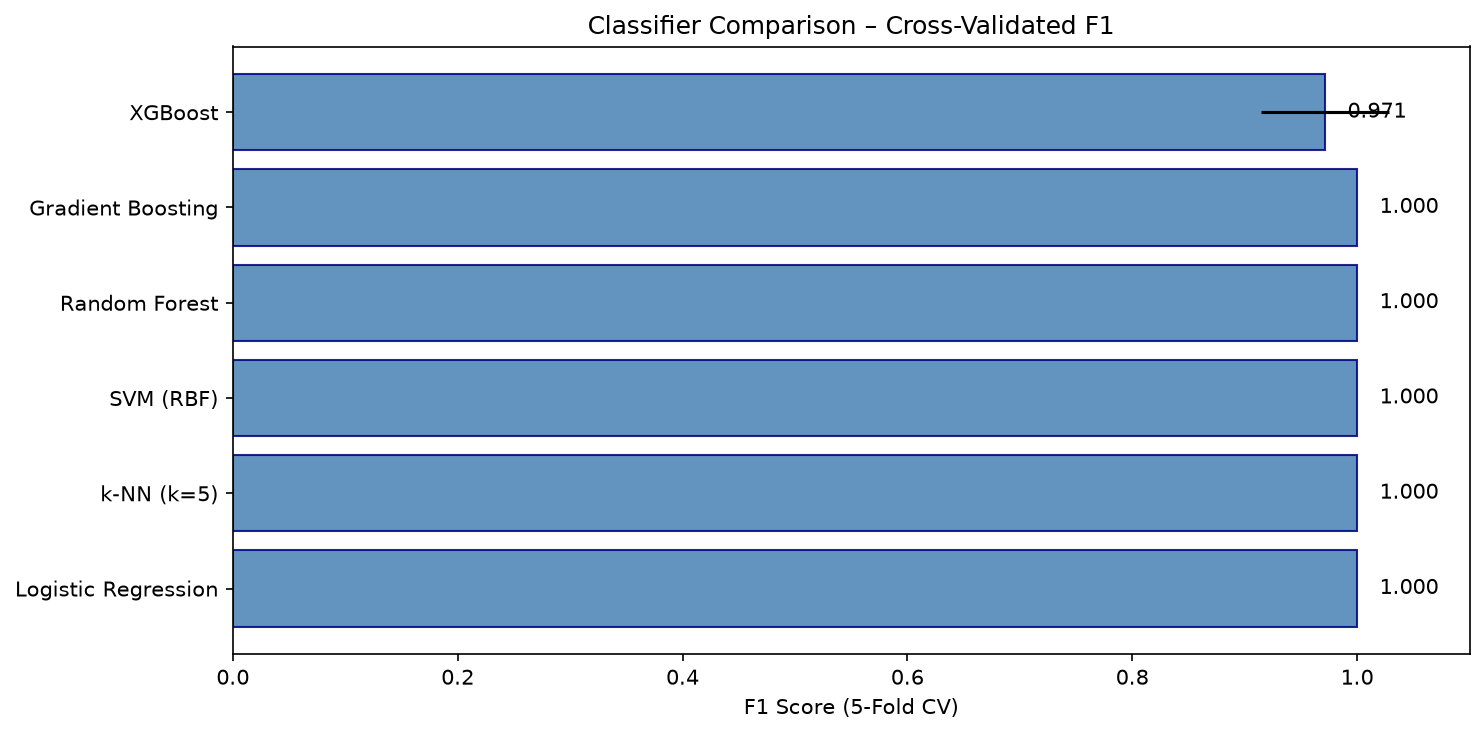 Classifier Comparison – Cross-Validated F1
XGBoost
0.971
Gradient Boosting
1.000
Random Forest
1.000
SVM (RBF)
1.000
k-NN (k=5)
1.000
Logistic Regression
1.000
0.0 0.2 0.4 0.6 0.8 1.0
F1 Score (5-Fold CV)